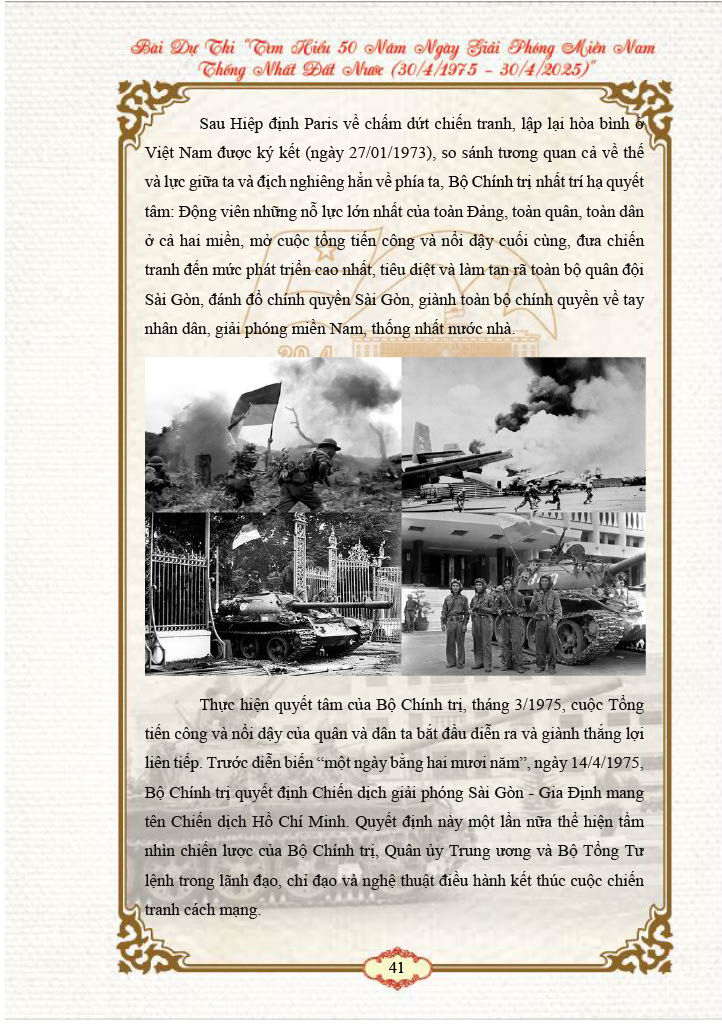 Bài Dự Thi "Tìm Hiểu 50 Năm Ngày Giải Phóng Miền Nam
Thống Nhất Đất Nước (30/4/1975 - 30/4/2025)"
Sau Hiệp định Paris về chấm dứt chiến tranh, lập lại hòa bình ở
Việt Nam được ký kết (ngày 27/01/1973), so sánh tương quan cả về thế
và lực giữa ta và địch nghiêng hẳn về phía ta, Bộ Chính trị nhất trí hạ quyết
tâm: Động viên những nỗ lực lớn nhất của toàn Đảng, toàn quân, toàn dân
ở cả hai miền, mở cuộc tổng tiến công và nổi dậy cuối cùng, đưa chiến
tranh đến mức phát triển cao nhất, tiêu diệt và làm tan rã toàn bộ quân đội
Sài Gòn, đánh đổ chính quyền Sài Gòn, giành toàn bộ chính quyền về tay
nhân dân, giải phóng miền Nam, thống nhất nước nhà.
30.4
Thực hiện quyết tâm của Bộ Chính trị, tháng 3/1975, cuộc Tổng
tiến công và nổi dậy của quân và dân ta bắt đầu diễn ra và giành thắng lợi
liên tiếp. Trước diễn biến “một ngày bằng hai mươi năm”, ngày 14/4/1975,
Bộ Chính trị quyết định Chiến dịch giải phóng Sài Gòn - Gia Định mang
tên Chiến dịch Hồ Chí Minh. Quyết định này một lần nữa thể hiện tầm
nhìn chiến lược của Bộ Chính trị, Quân ủy Trung ương và Bộ Tổng Tư
lệnh trong lãnh đạo, chỉ đạo và nghệ thuật điều hành kết thúc cuộc chiến
tranh cách mạng.
41